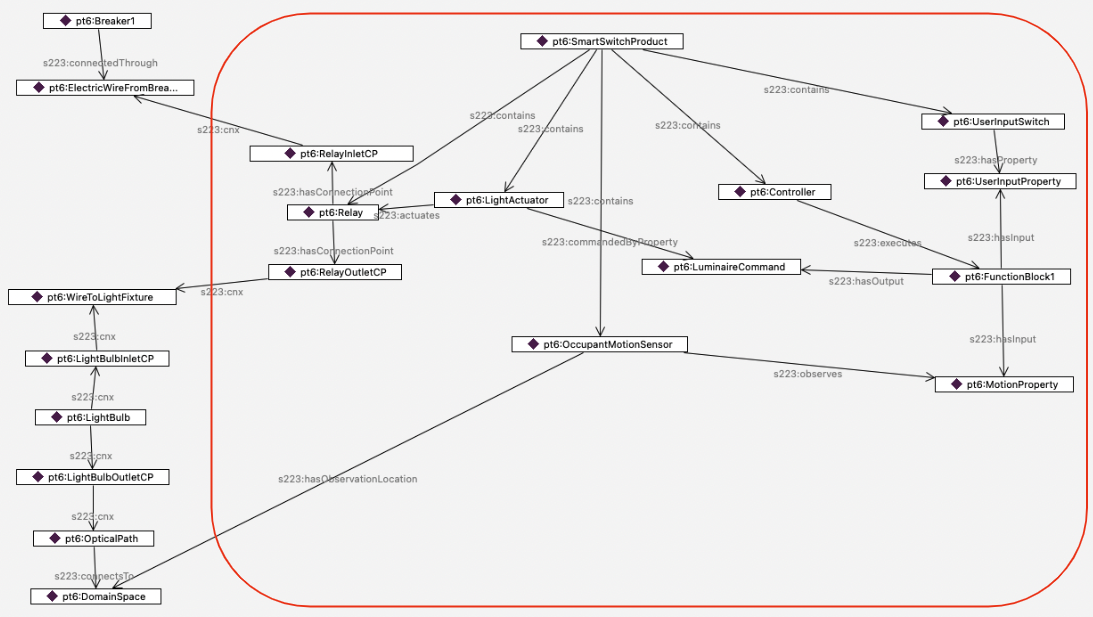 pt6:Breaker1
pt6:SmartSwitchProduct
s223:connectedThrough
pt6:ElectricWireFromBrea...
s223:contains
s223:contains
s223:contains
s223:contains
pt6:UserInputSwitch
s223:cnx
pt6:RelayInletCP
s223:hasProperty
s223:hasConnectionPoint
pt6:UserInputProperty
pt6:Controller
pt6:LightActuator
s223:contains
pt6:Relay
s223:actuates
s223:hasInput
s223:commandedByProperty
s223:executes
s223:hasConnectionPoint
pt6:RelayOutletCP
pt6:LuminaireCommand
pt6:FunctionBlock1
s223:hasOutput
s223:cnx
pt6:WireToLightFixture
s223:cnx
s223:hasInput
pt6:OccupantMotionSensor
pt6:LightBulbInletCP
s223:observes
pt6:MotionProperty
s223:cnx
pt6:LightBulb
s223:cnx
pt6:LightBulbOutletCP
s223:hasObservationLocation
s223:cnx
pt6:OpticalPath
s223:connectsTo
pt6:DomainSpace